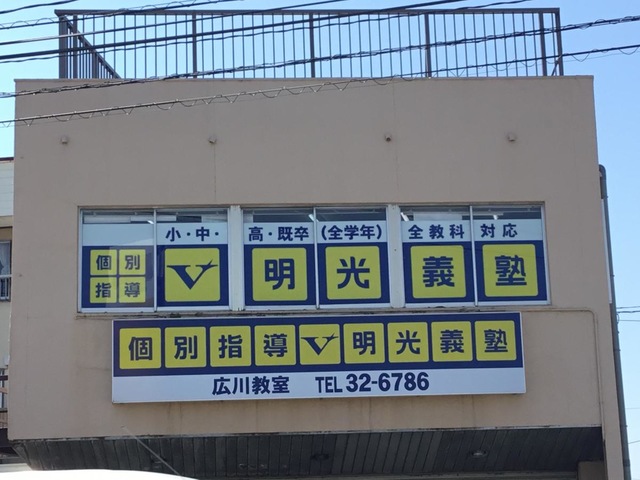 小・中・高・既卒（全学年）全教科対応
個別指導 明光義塾
個別指導 明光義塾
広川教室 TEL 32-6786